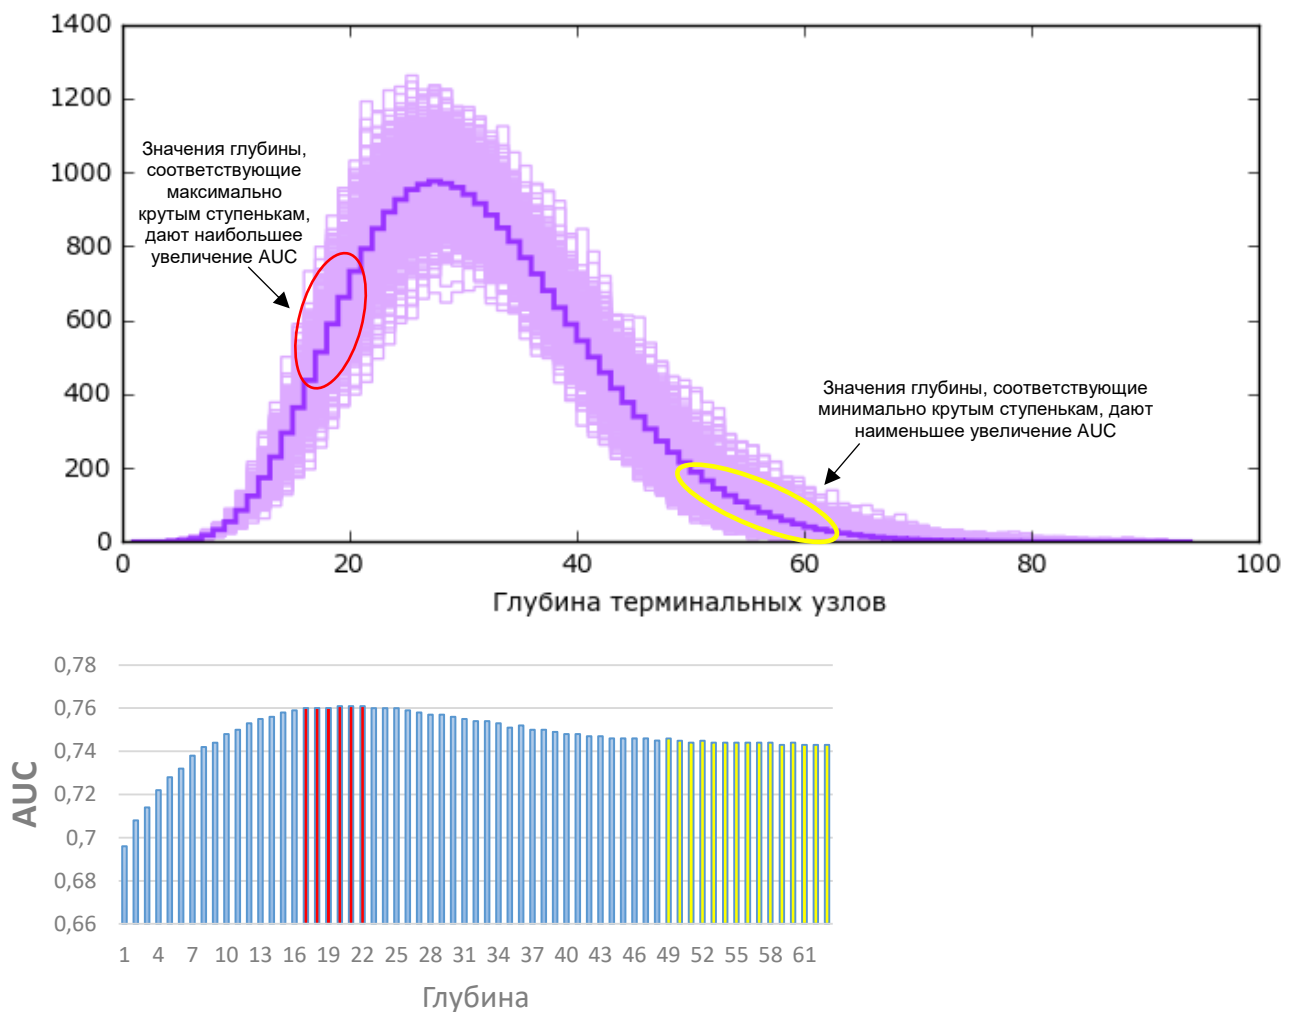 1400
1200
1000
800
600
400
200
0
Значения глубины,
соответствующие
максимально
крутым ступенькам,
дают наибольшее
увеличение AUC
Значения глубины, соответствующие
минимально крутым ступенькам, дают
наименьшее увеличение AUC
0 20 40 60 80 100
Глубина терминальных узлов
0,78
0,76
0,74
0,72
0,7
0,68
0,66
AUC
1 4 7 10 13 16 19 22 25 28 31 34 37 40 43 46 49 52 55 58 61
Глубина